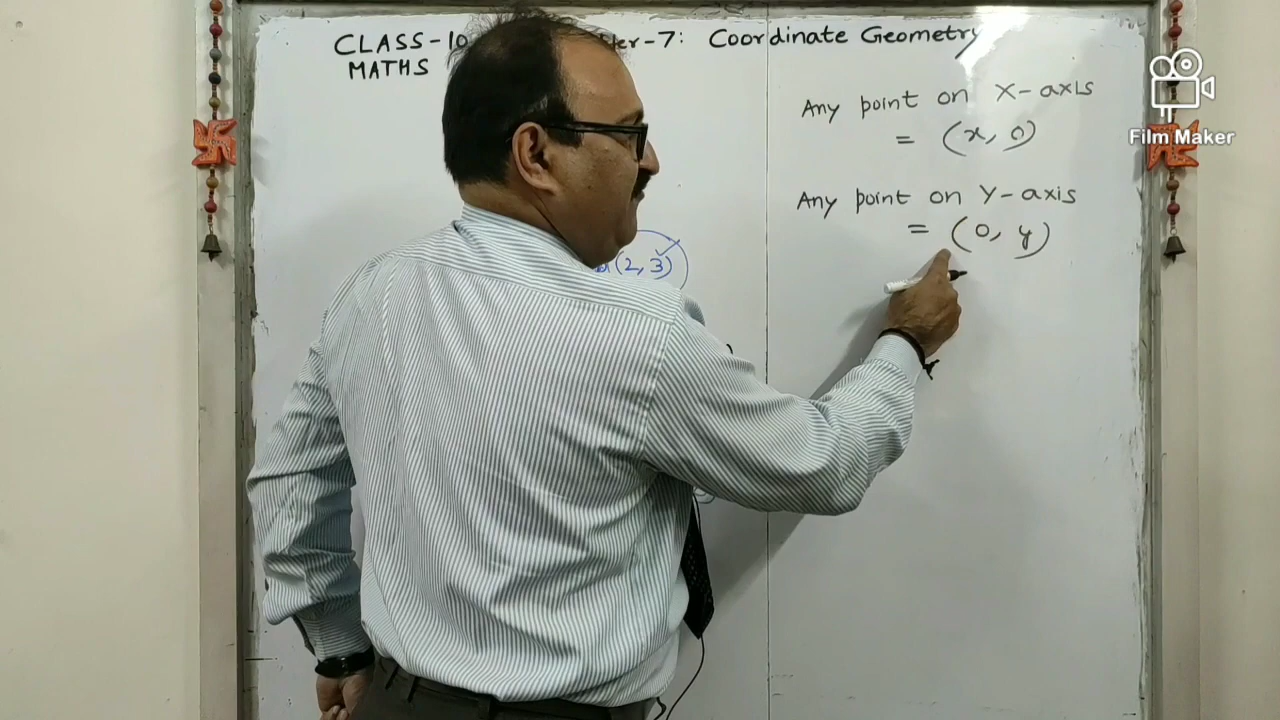 CLASS-10 -7: Coordinate Geometry
MATHS
(2, 3)
Any point on X-axis
= (x, 0)
Any point on Y-axis
= (0, y)
Film Maker